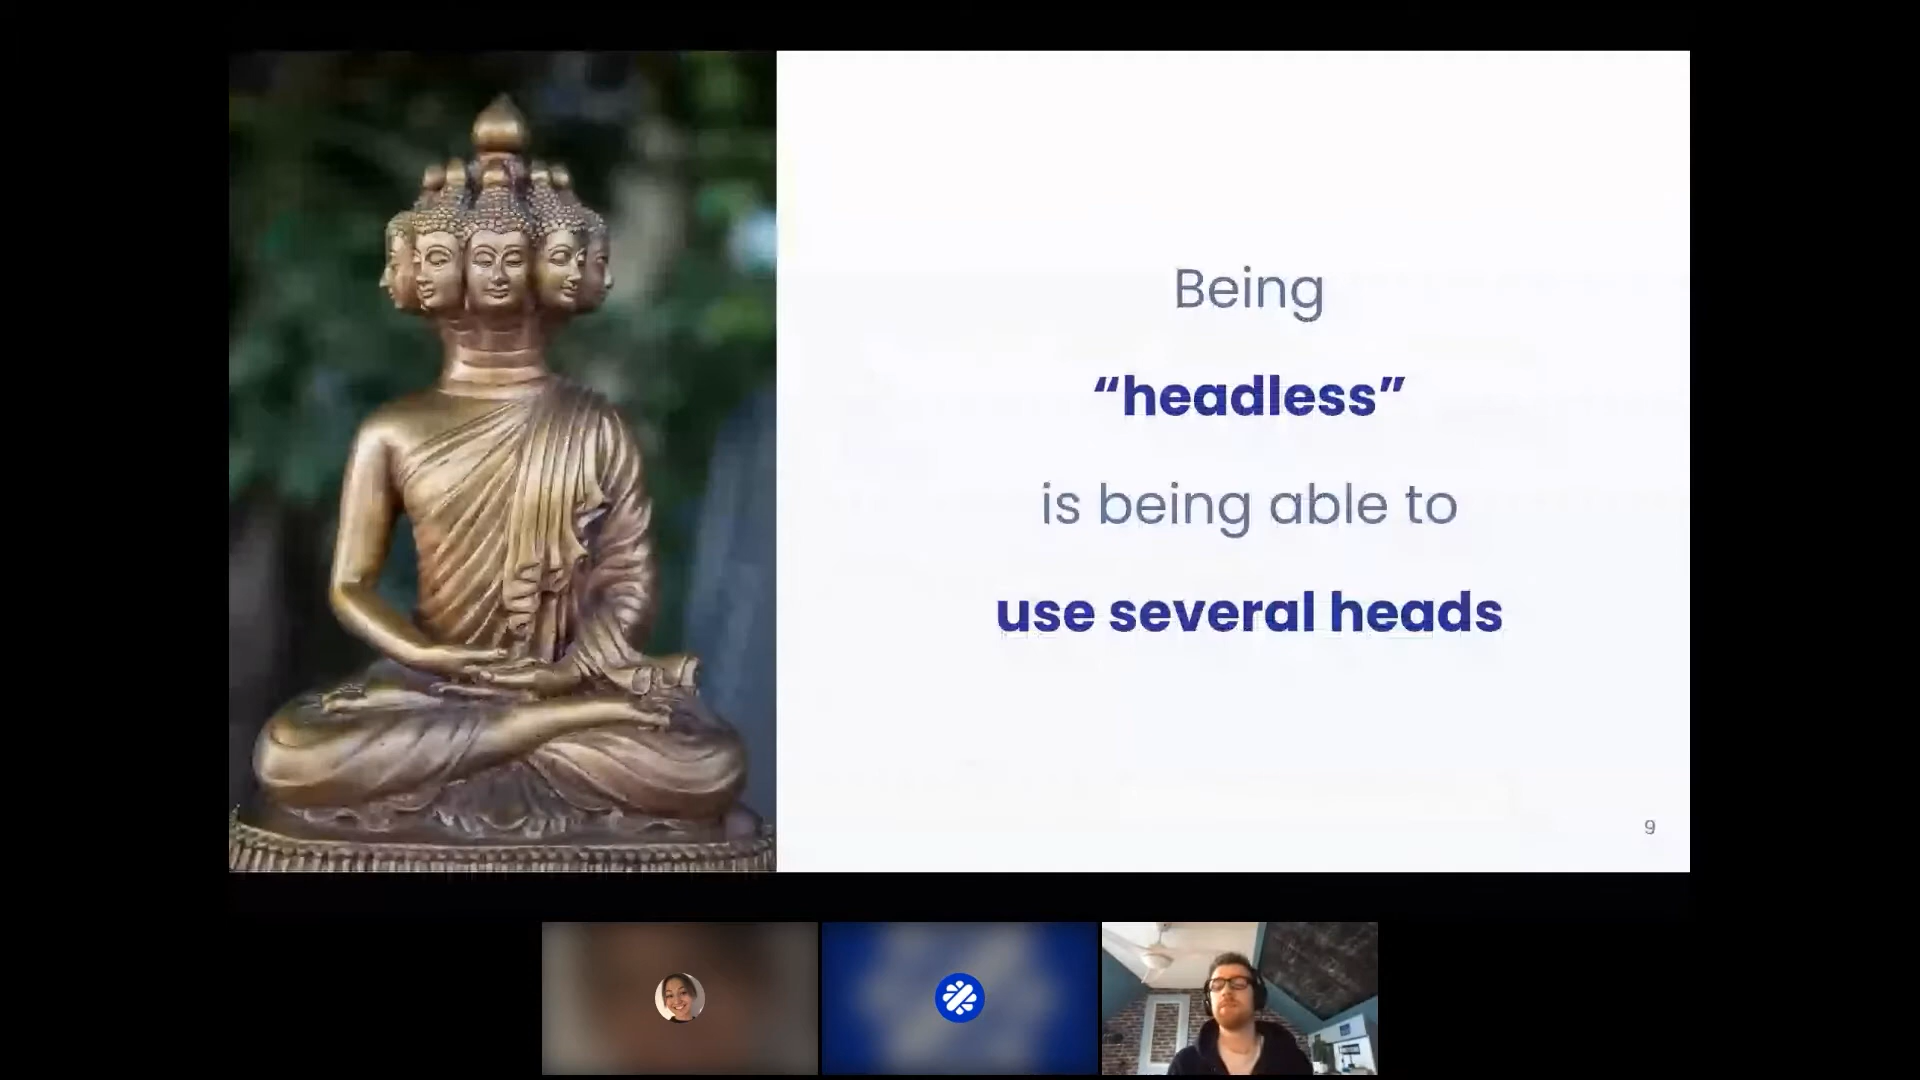 Being
“headless”
is being able to
use several heads
9